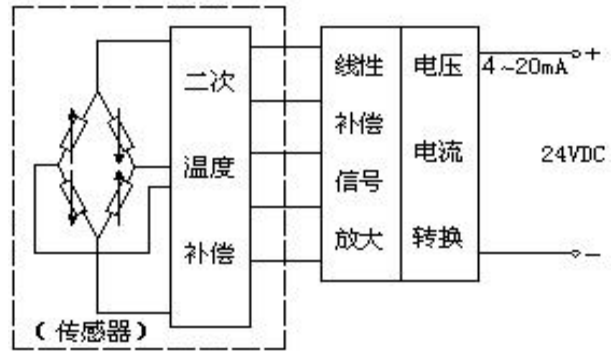 二次
温度
补偿
(传感器)
线性
补偿
信号
放大
电压
电流
转换
4~20mA
+
24VDC
-